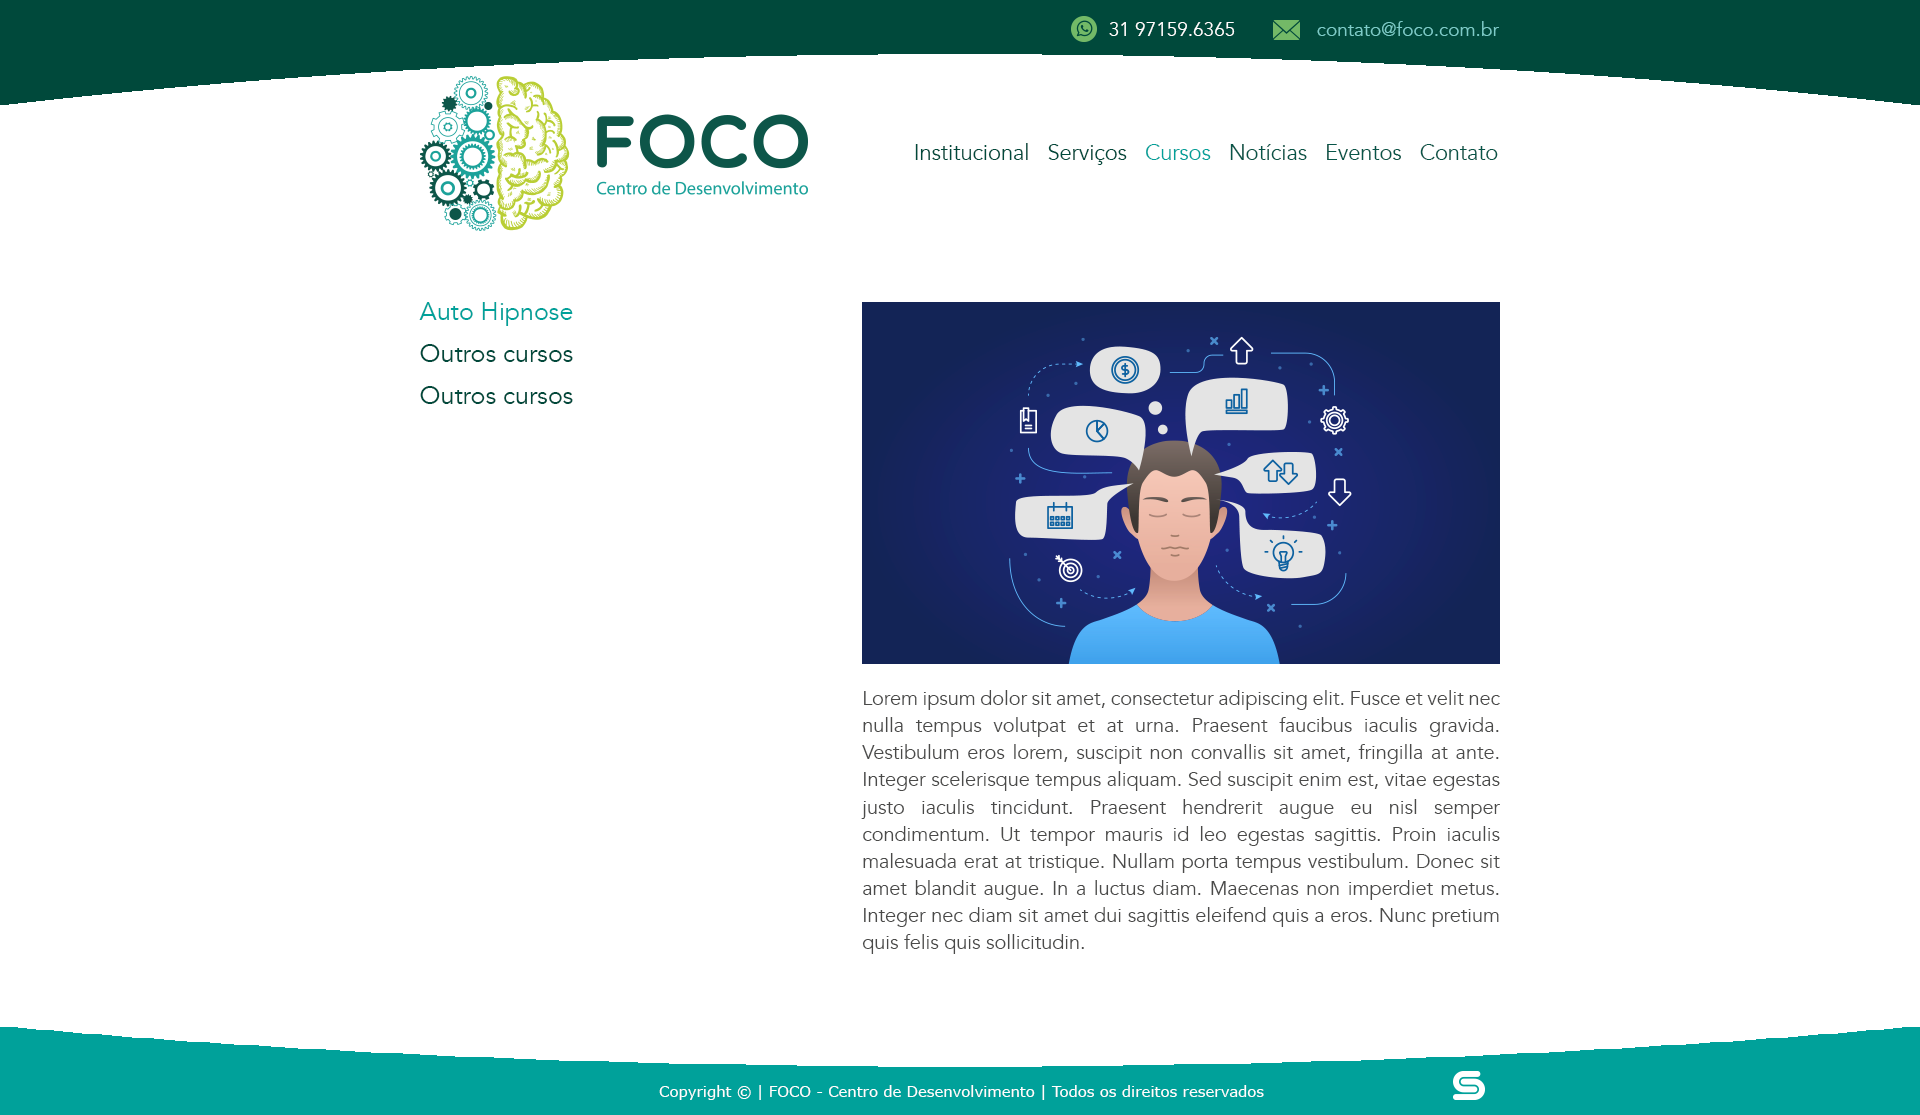 31 97159.6365 contato@foco.com.br
FOCO
Centro de Desenvolvimento
Institucional Serviços Cursos Notícias Eventos Contato
Auto Hipnose
Outros cursos
Outros cursos
$
Lorem ipsum dolor sit amet, consectetur adipiscing elit. Fusce et velit nec
nulla tempus volutpat et at urna. Praesent faucibus iaculis gravida.
Vestibulum eros lorem, suscipit non convallis sit amet, fringilla at ante.
Integer scelerisque tempus aliquam. Sed suscipit enim est, vitae egestas
justo iaculis tincidunt. Praesent hendrerit augue eu nisl semper
condimentum. Ut tempor mauris id leo egestas sagittis. Proin iaculis
malesuada erat at tristique. Nullam porta tempus vestibulum. Donec sit
amet blandit augue. In a luctus diam. Maecenas non imperdiet metus.
Integer nec diam sit amet dui sagittis eleifend quis a eros. Nunc pretium
quis felis quis sollicitudin.
Copyright © | FOCO - Centro de Desenvolvimento | Todos os direitos reservados